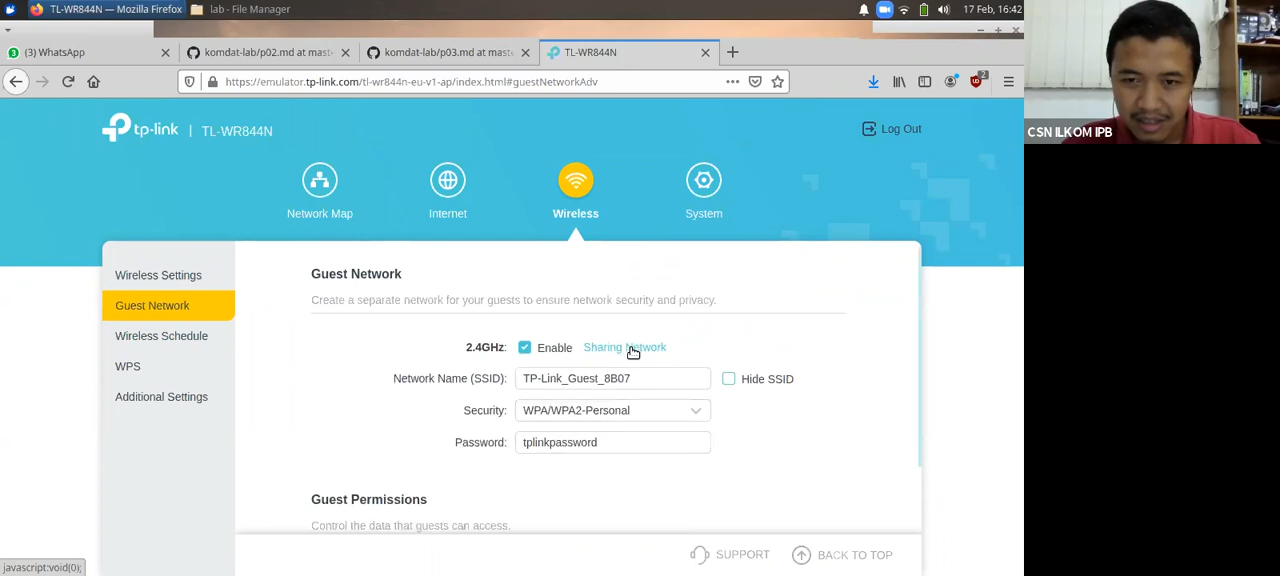 TL-WR844N — Mozilla Firefox
lab - File Manager
17 Feb, 16:42
(3) WhatsApp
komdat-lab/p02.md at mast
komdat-lab/p03.md at mast
TL-WR844N
https://emulator.tp-link.com/tl-wr844n-eu-v1-ap/index.html#guestNetworkAdv
2
CSN ILKOM IPB
tp-link | TL-WR844N
Log Out
Network Map
Internet
Wireless
System
Wireless Settings
Guest Network
Wireless Schedule
WPS
Additional Settings
Guest Network
Create a separate network for your guests to ensure network security and privacy.
2.4GHz: Enable Sharing Network
Network Name (SSID): TP-Link_Guest_8B07 Hide SSID
Security: WPA/WPA2-Personal
Password: tplinkpassword
Guest Permissions
Control the data that guests can access.
SUPPORT
BACK TO TOP
javascript:void(0);